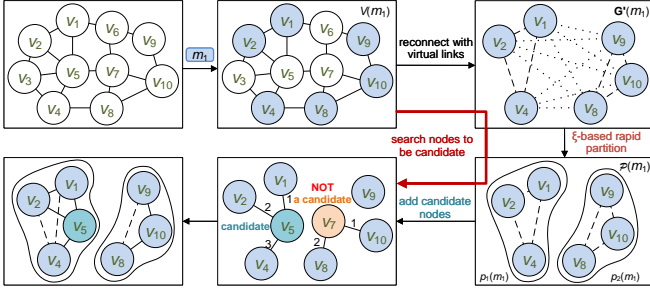 V1
V6
V2
V9
V5
V7
V3
V10
V4
V8
m1
V(m1)
V1
V6
V2
V9
V5
V7
V3
V10
V4
V8
reconnect with
virtual links
G'(m1)
V1
V9
V2
V10
V4
V8
search nodes to
be candidate
ξ-based rapid
partition
V1
V9
V2
V5
V10
V4
V8
V1
NOT
a candidate
V9
V2
1
2
candidate
V5
V7
1
V10
3
2
V4
V8
add candidate
nodes
P(m1)
V1
V9
V2
V10
V4
V8
p1(m1)
p2(m1)